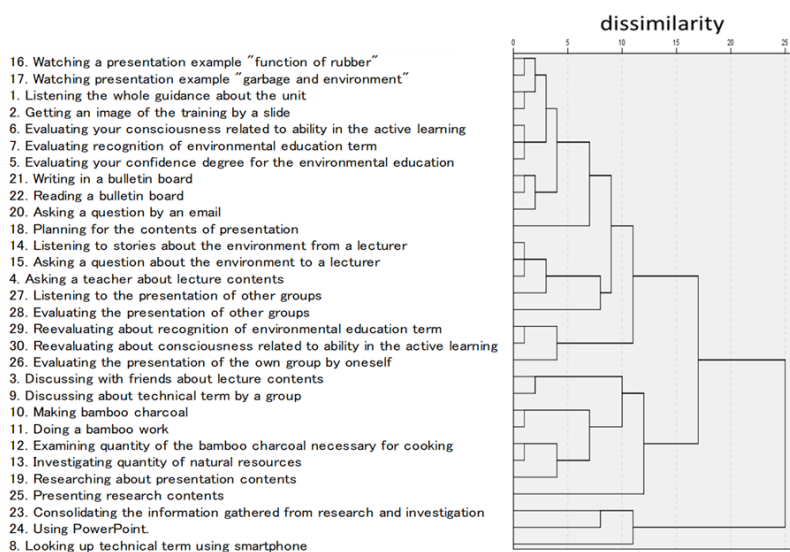 dissimilarity
0 5 10 15 20 25
16. Watching a presentation example "function of rubber"
17. Watching presentation example "garbage and environment"
1. Listening the whole guidance about the unit
2. Getting an image of the training by a slide
6. Evaluating your consciousness related to ability in the active learning
7. Evaluating recognition of environmental education term
5. Evaluating your confidence degree for the environmental education
21. Writing in a bulletin board
22. Reading a bulletin board
20. Asking a question by an email
18. Planning for the contents of presentation
14. Listening to stories about the environment from a lecturer
15. Asking a question about the environment to a lecturer
4. Asking a teacher about lecture contents
27. Listening to the presentation of other groups
28. Evaluating the presentation of other groups
29. Reevaluating about recognition of environmental education term
30. Reevaluating about consciousness related to ability in the active learning
26. Evaluating the presentation of the own group by oneself
3. Discussing with friends about lecture contents
9. Discussing about technical term by a group
10. Making bamboo charcoal
11. Doing a bamboo work
12. Examining quantity of the bamboo charcoal necessary for cooking
13. Investigating quantity of natural resources
19. Researching about presentation contents
25. Presenting research contents
23. Consolidating the information gathered from research and investigation
24. Using PowerPoint.
8. Looking up technical term using smartphone